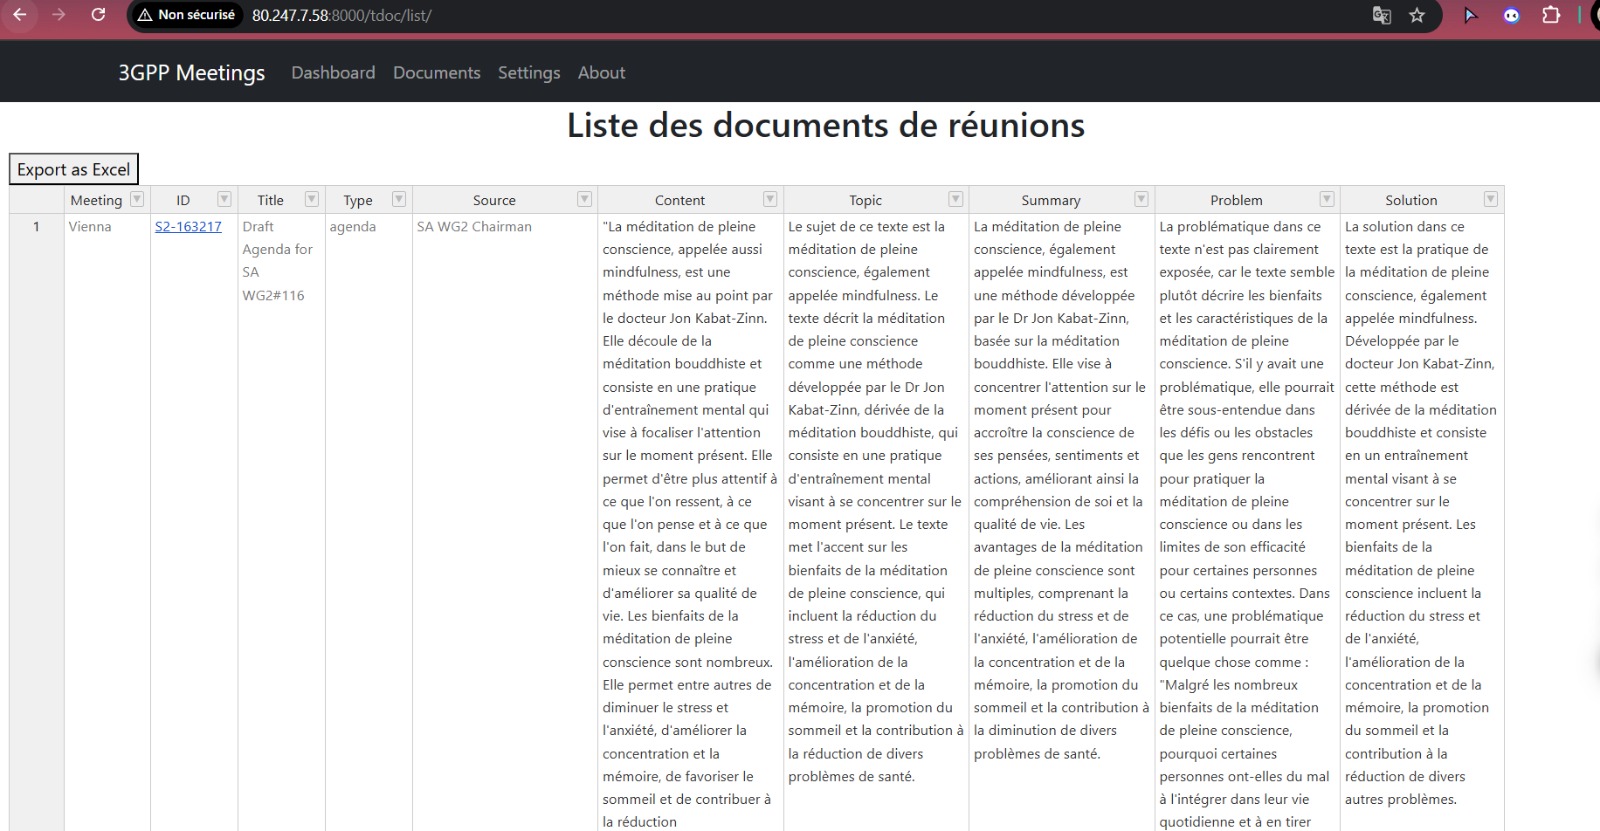 Non sécurisé 80.247.7.58:8000/tdoc/list/
3GPP Meetings Dashboard Documents Settings About
Liste des documents de réunions
Export as Excel
Meeting ID Title Type Source Content Topic Summary Problem Solution
1
Vienna
S2-163217
Draft
Agenda for
SA
WG2#116
agenda
SA WG2 Chairman
"La méditation de pleine
conscience, appelée aussi
mindfulness, est une
méthode mise au point par
le docteur Jon Kabat-Zinn.
Elle découle de la
méditation bouddhiste et
consiste en une pratique
d'entraînement mental qui
vise à focaliser l'attention
sur le moment présent. Elle
permet d'être plus attentif à
ce que l'on ressent, à ce
que l'on pense et à ce que
l'on fait, dans le but de
mieux se connaître et
d'améliorer sa qualité de
vie. Les bienfaits de la
méditation de pleine
conscience sont nombreux.
Elle permet entre autres de
diminuer le stress et
l'anxiété, d'améliorer la
concentration et la
mémoire, de favoriser le
sommeil et de contribuer à
la réduction
Le sujet de ce texte est la
méditation de pleine
conscience, également
appelée mindfulness. Le
texte décrit la méditation
de pleine conscience
comme une méthode
développée par le Dr Jon
Kabat-Zinn, dérivée de la
méditation bouddhiste, qui
consiste en une pratique
d'entraînement mental
visant à se concentrer sur le
moment présent. Le texte
met l'accent sur les
bienfaits de la méditation
de pleine conscience, qui
incluent la réduction du
stress et de l'anxiété,
l'amélioration de la
concentration et de la
mémoire, la promotion du
sommeil et la contribution à
la réduction de divers
problèmes de santé.
La méditation de pleine
conscience, également
appelée mindfulness, est
une méthode développée
par le Dr Jon Kabat-Zinn,
basée sur la méditation
bouddhiste. Elle vise à
concentrer l'attention sur le
moment présent pour
accroître la conscience de
ses pensées, sentiments et
actions, améliorant ainsi la
compréhension de soi et la
qualité de vie. Les
avantages de la méditation
de pleine conscience sont
multiples, comprenant la
réduction du stress et de
l'anxiété, l'amélioration de
la concentration et de la
mémoire, la promotion du
sommeil et la contribution à
la diminution de divers
problèmes de santé.
La problématique dans ce
texte n'est pas clairement
exposée, car le texte semble
plutôt décrire les bienfaits
et les caractéristiques de la
méditation de pleine
conscience. S'il y avait une
problématique, elle pourrait
être sous-entendue dans
les défis ou les obstacles
que les gens rencontrent
pour pratiquer la
méditation de pleine
conscience ou dans les
limites de son efficacité
pour certaines personnes
ou certains contextes. Dans
ce cas, une problématique
potentielle pourrait être
quelque chose comme :
"Malgré les nombreux
bienfaits de la méditation
de pleine conscience,
pourquoi certaines
personnes ont-elles du mal
à l'intégrer dans leur vie
quotidienne et à en tirer
La solution dans ce
texte est la pratique de
la méditation de pleine
conscience, également
appelée mindfulness.
Développée par le
docteur Jon Kabat-Zinn,
cette méthode est
dérivée de la méditation
bouddhiste et consiste
en un entraînement
mental visant à se
concentrer sur le
moment présent. Les
bienfaits de la
méditation de pleine
conscience incluent la
réduction du stress et
de l'anxiété,
l'amélioration de la
concentration et de la
mémoire, la promotion
du sommeil et la
contribution à la
réduction de divers
autres problèmes.